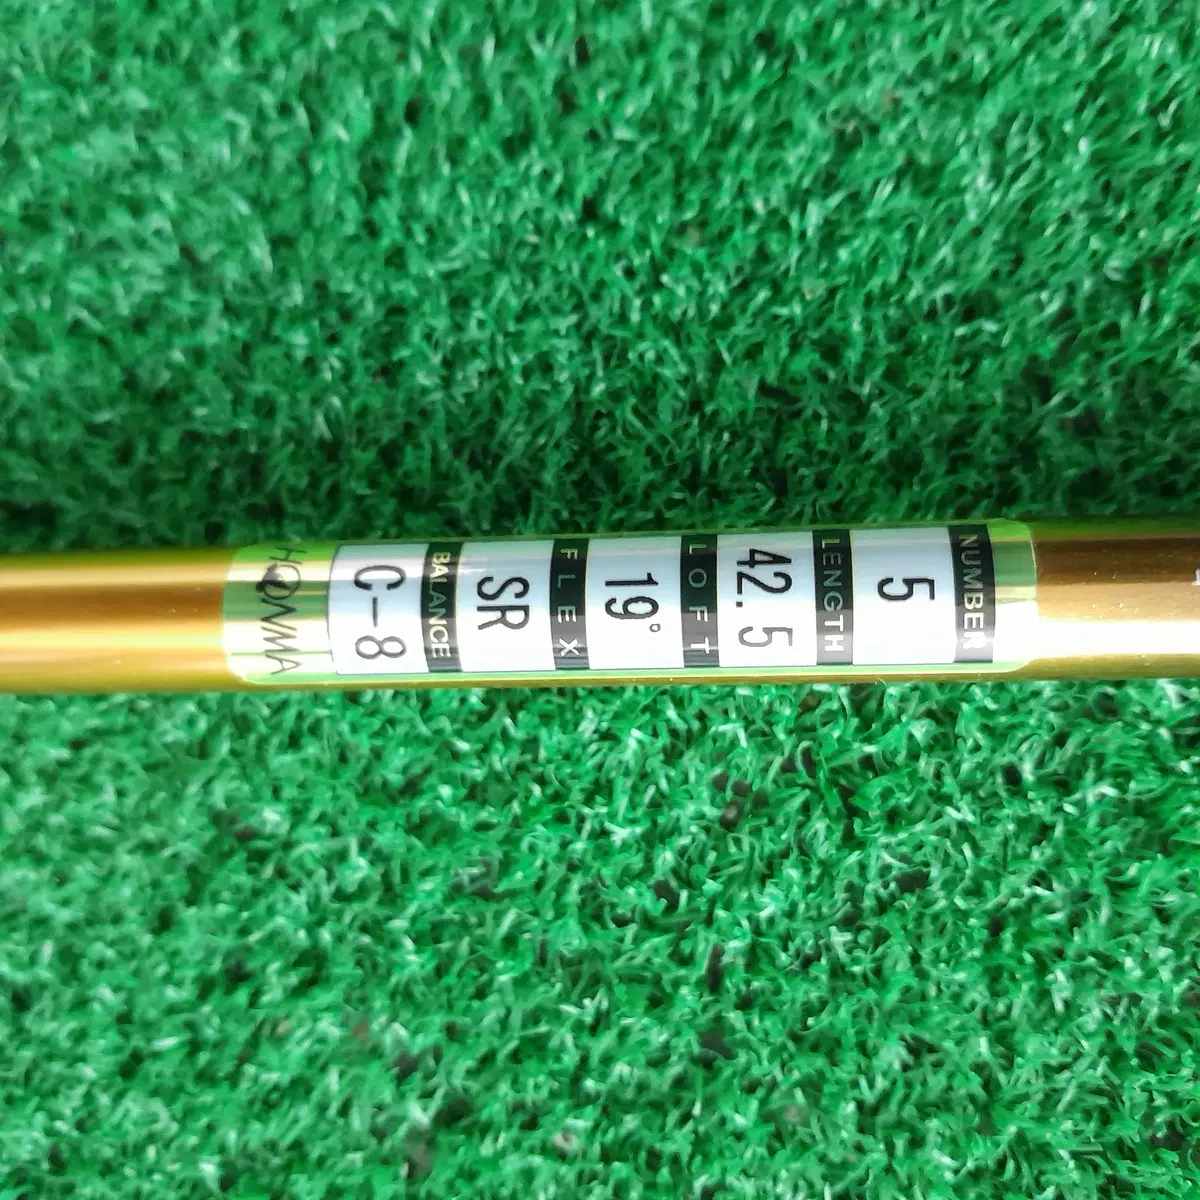 NUMBER
5
LENGTH
42.5
LOFT
19°
FLEX
SR
BALANCE
C-8
HONMA